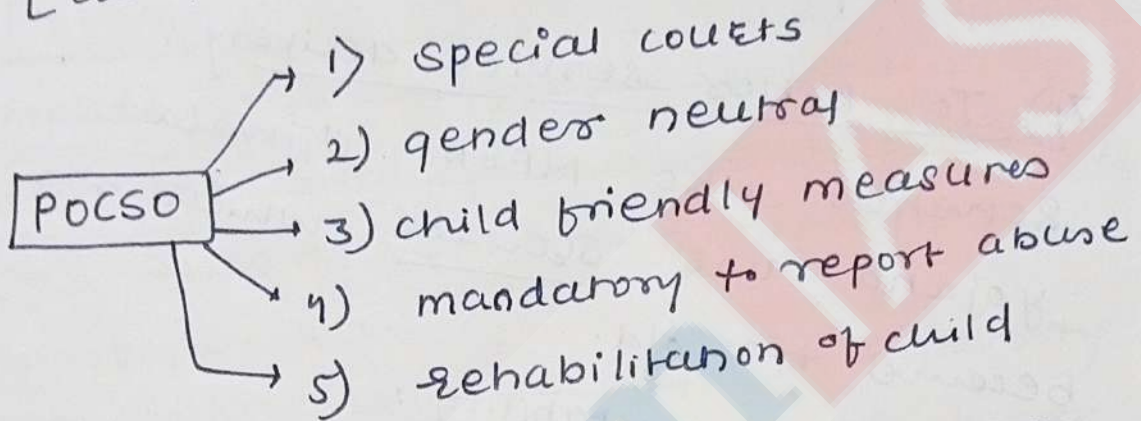 1) special courts
2) gender neutral
POCSO
3) child friendly measures
4) mandatory to report abuse
5) rehabilitation of child
IAS